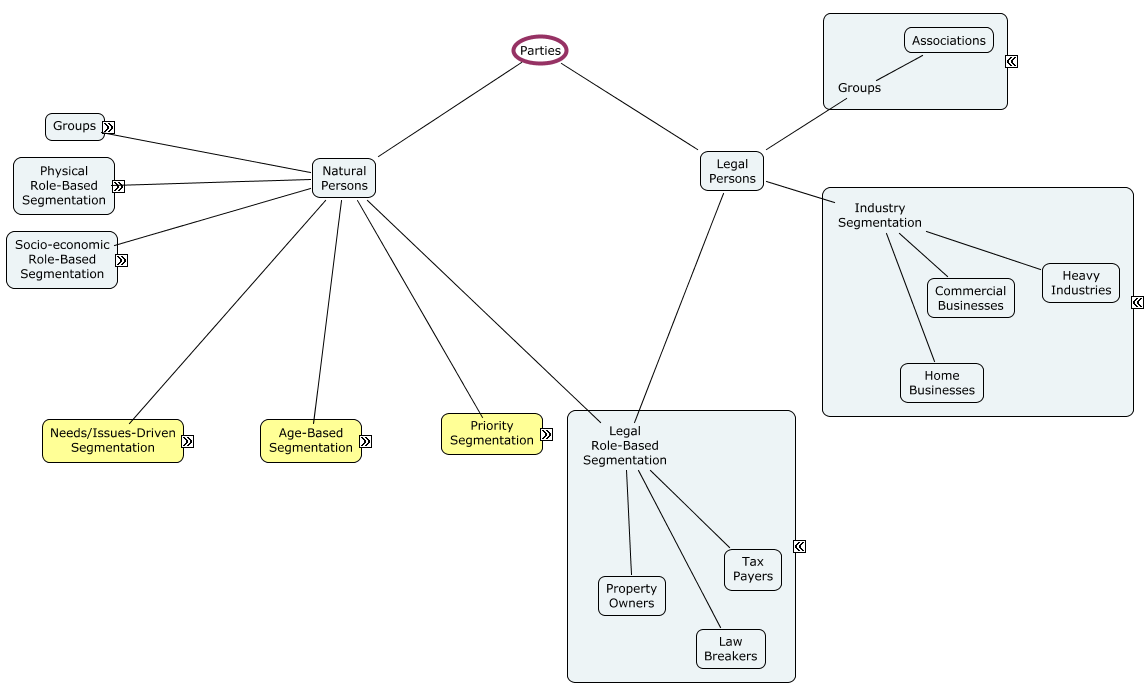 Parties
Associations
Groups
Groups
Physical
Role-Based
Segmentation
Natural
Persons
Legal
Persons
Industry
Segmentation
Socio-economic
Role-Based
Segmentation
Heavy
Industries
Commercial
Businesses
Home
Businesses
Needs/Issues-Driven
Segmentation
Age-Based
Segmentation
Priority
Segmentation
Legal
Role-Based
Segmentation
Tax
Payers
Property
Owners
Law
Breakers